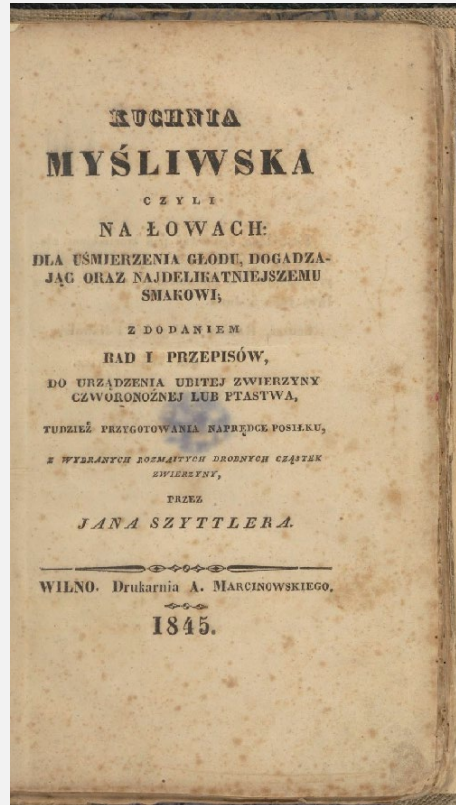 KUCHNIA
MYŚLIWSKA
CZYLI
NA ŁOWACH:
DLA UŚMIERZENIA GŁODU, DOGADZA-
JĄC ORAZ NAJDELIKATNIEJSZEMU
SMAKOWI;
Z DODANIEM
RAD I PRZEPISÓW,
DO URZĄDZENIA UBITEJ ZWIERZYNY
CZWORONOŻNEJ LUB PTASTWA,
TUDZIEŻ PRZYGOTOWANIA NAPRĘDCE POSIŁKU,
Z WYBRANYCH ROZMAITYCH DROBNYCH CZĄSTEK
ZWIERZYNY,
PRZEZ
JANA SZYTTLERA.
WILNO. Drukarnia A. MARCINOWSKIEGO.
1845.